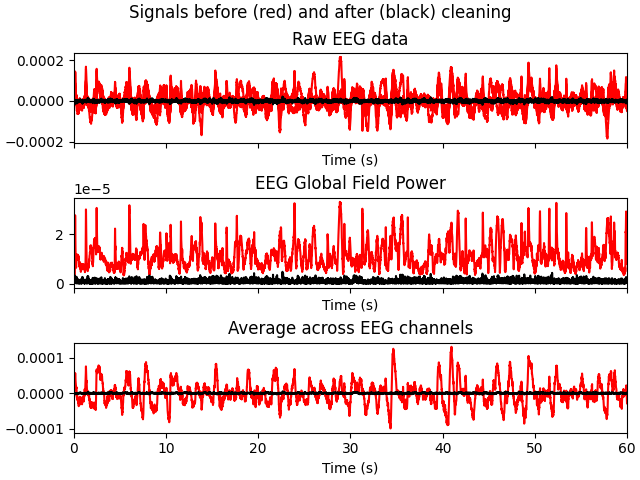 Signals before (red) and after (black) cleaning
Raw EEG data
0.0002
0.0000
−0.0002
Time (s)
EEG Global Field Power
1e−5
2
0
Time (s)
Average across EEG channels
0.0001
0.0000
−0.0001
0 10 20 30 40 50 60
Time (s)